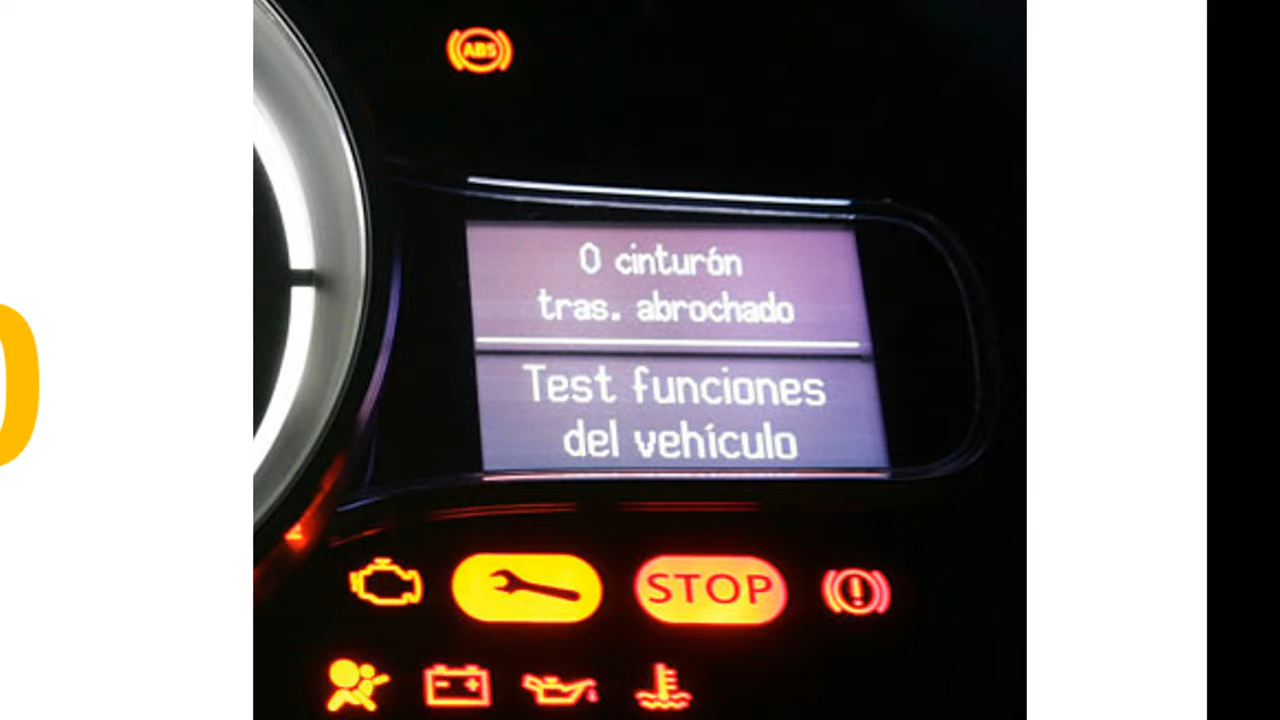 ABS
0 cinturón
tras. abrochado
Test funciones
del vehículo
STOP